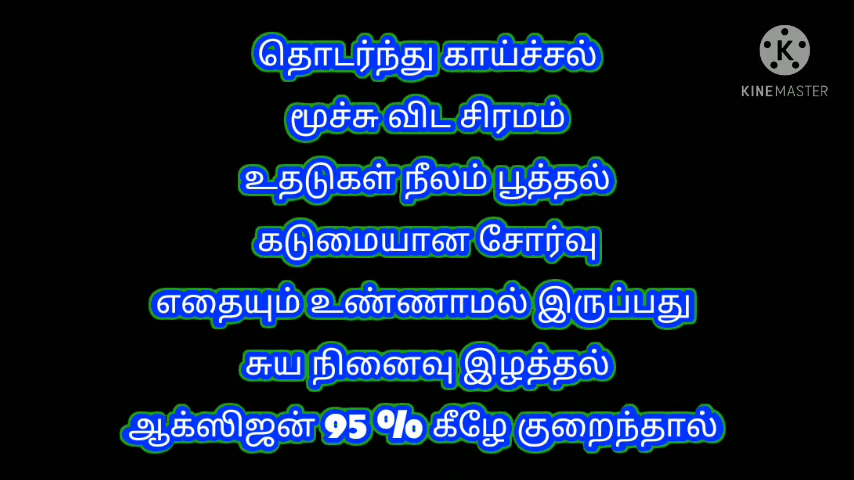 தொடர்ந்து காய்ச்சல்
மூச்சு விட சிரமம்
உதடுகள் நீலம் பூத்தல்
கடுமையான சோர்வு
எதையும் உண்ணாமல் இருப்பது
சுய நினைவு இழத்தல்
ஆக்ஸிஜன் 95 % கீழே குறைந்தால்
K
KINEMASTER